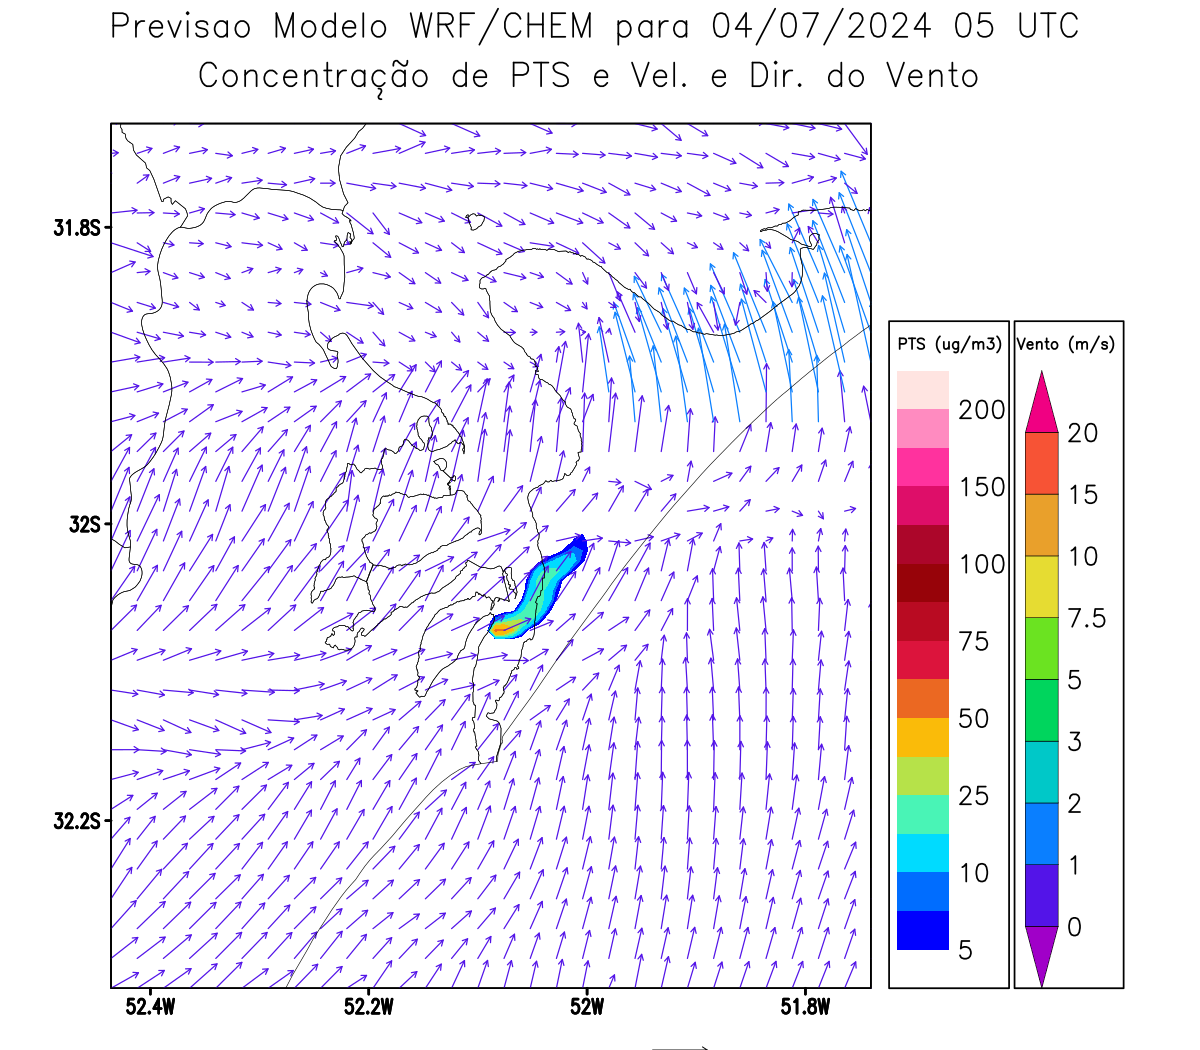 Previsao Modelo WRF/CHEM para 04/07/2024 05 UTC
Concentração de PTS e Vel. e Dir. do Vento
31.8S
32S
32.2S
52.4W
52.2W
52W
51.8W
PTS (ug/m3)
200
150
100
75
50
25
10
5
Vento (m/s)
20
15
10
7.5
5
3
2
1
0